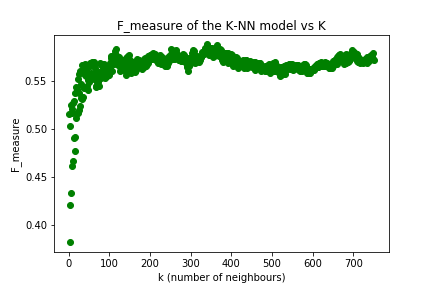 F_measure of the K-NN model vs K
0.55
0.50
0.45
0.40
F_measure
0 100 200 300 400 500 600 700
k (number of neighbours)